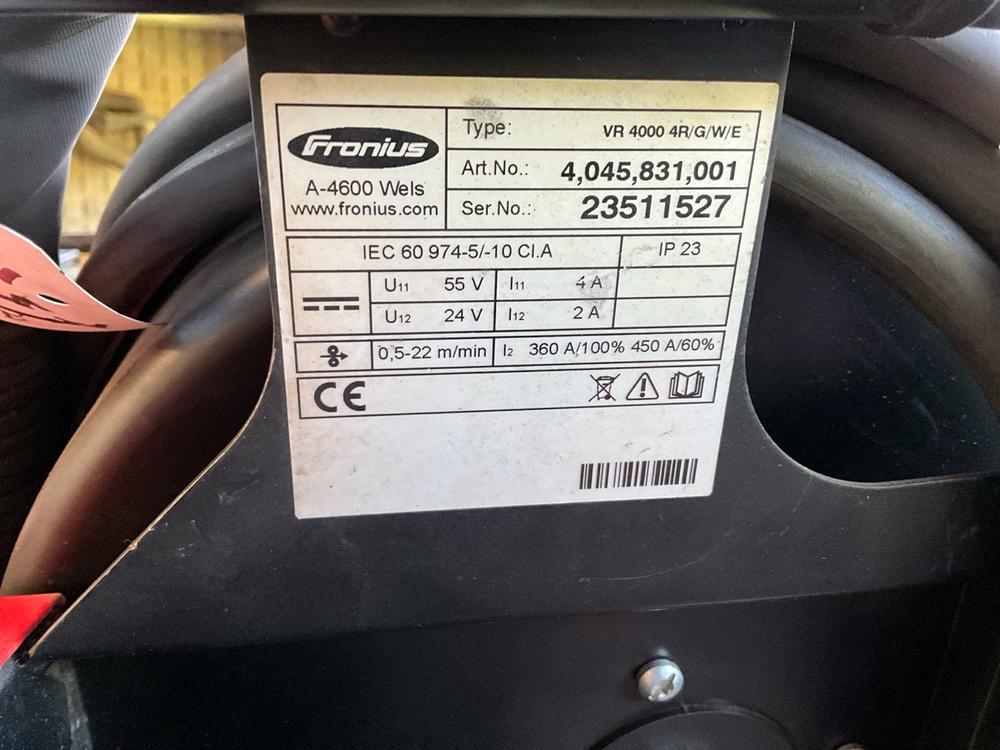 Fronius
A-4600 Wels
www.fronius.com
Type: VR 4000 4R/G/W/E
Art.No.: 4,045,831,001
Ser.No.: 23511527
IEC 60 974-5/-10 Cl.A IP 23
U11 55 V I11 4 A
U12 24 V I12 2 A
0,5-22 m/min I2 360 A/100% 450 A/60%
CE